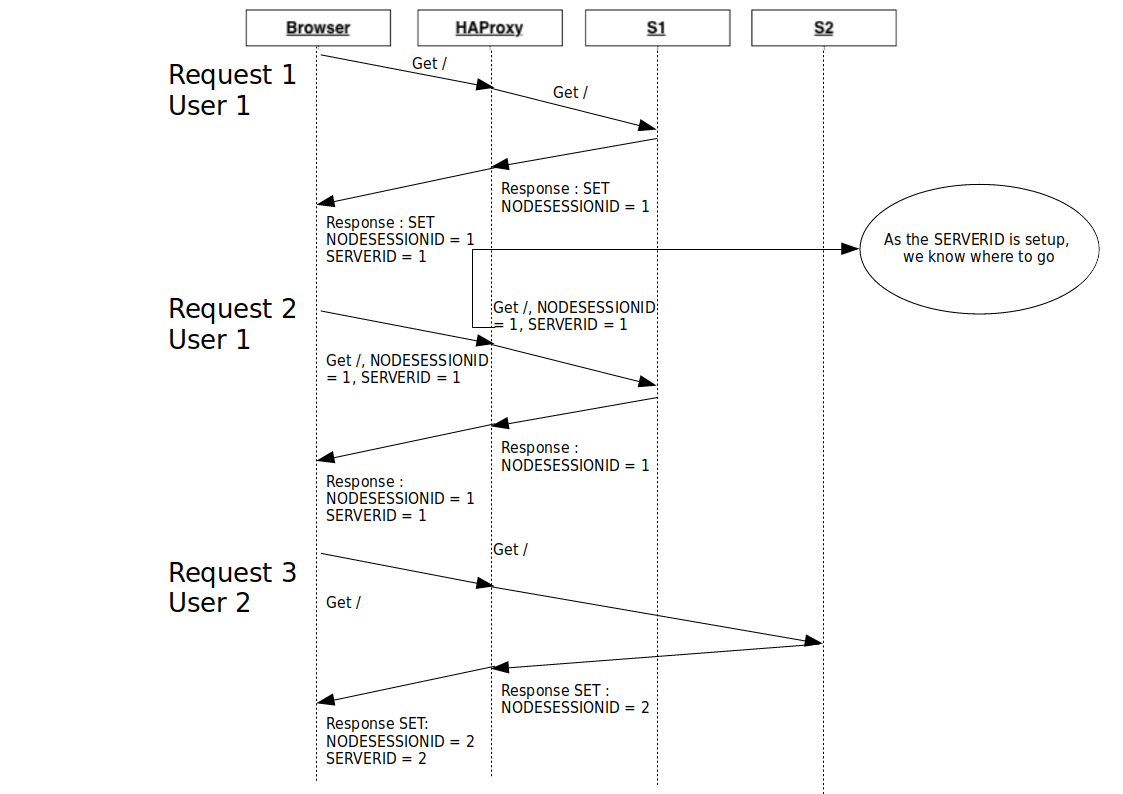 Browser
HAProxy
S1
S2
Request 1
User 1
Get /
Get /
Response : SET
NODESESSIONID = 1
Response : SET
NODESESSIONID = 1
SERVERID = 1
As the SERVERID is setup,
we know where to go
Request 2
User 1
Get /, NODESESSIONID
= 1, SERVERID = 1
Get /, NODESESSIONID
= 1, SERVERID = 1
Response :
NODESESSIONID = 1
Response :
NODESESSIONID = 1
SERVERID = 1
Request 3
User 2
Get /
Get /
Response SET :
NODESESSIONID = 2
Response SET:
NODESESSIONID = 2
SERVERID = 2